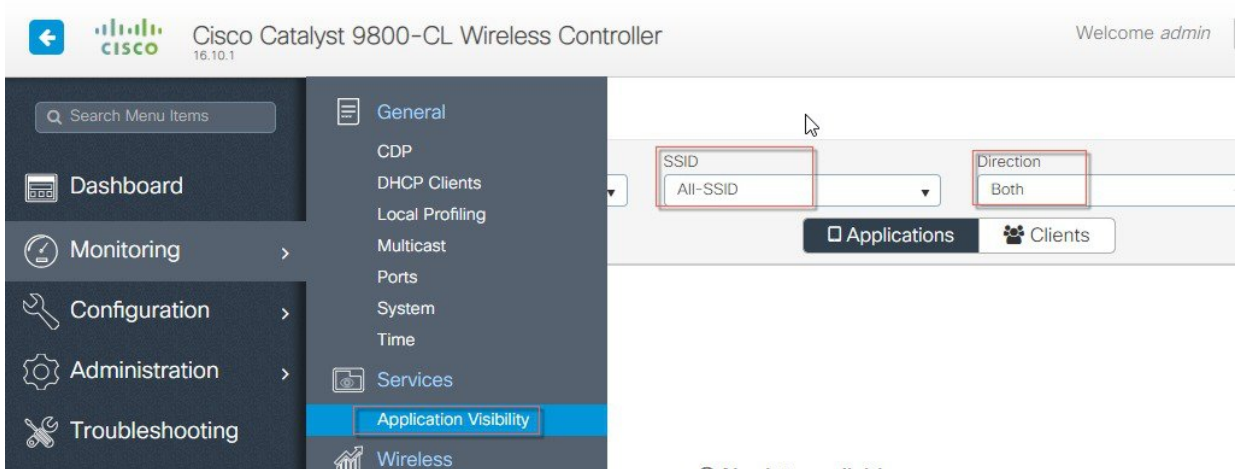 CISCO
Cisco Catalyst 9800-CL Wireless Controller
16.10.1
Welcome admin
Search Menu Items
Dashboard
Monitoring
Configuration
Administration
Troubleshooting
General
CDP
DHCP Clients
Local Profiling
Multicast
Ports
System
Time
Services
Application Visibility
Wireless
SSID
All-SSID
Direction
Both
Applications
Clients